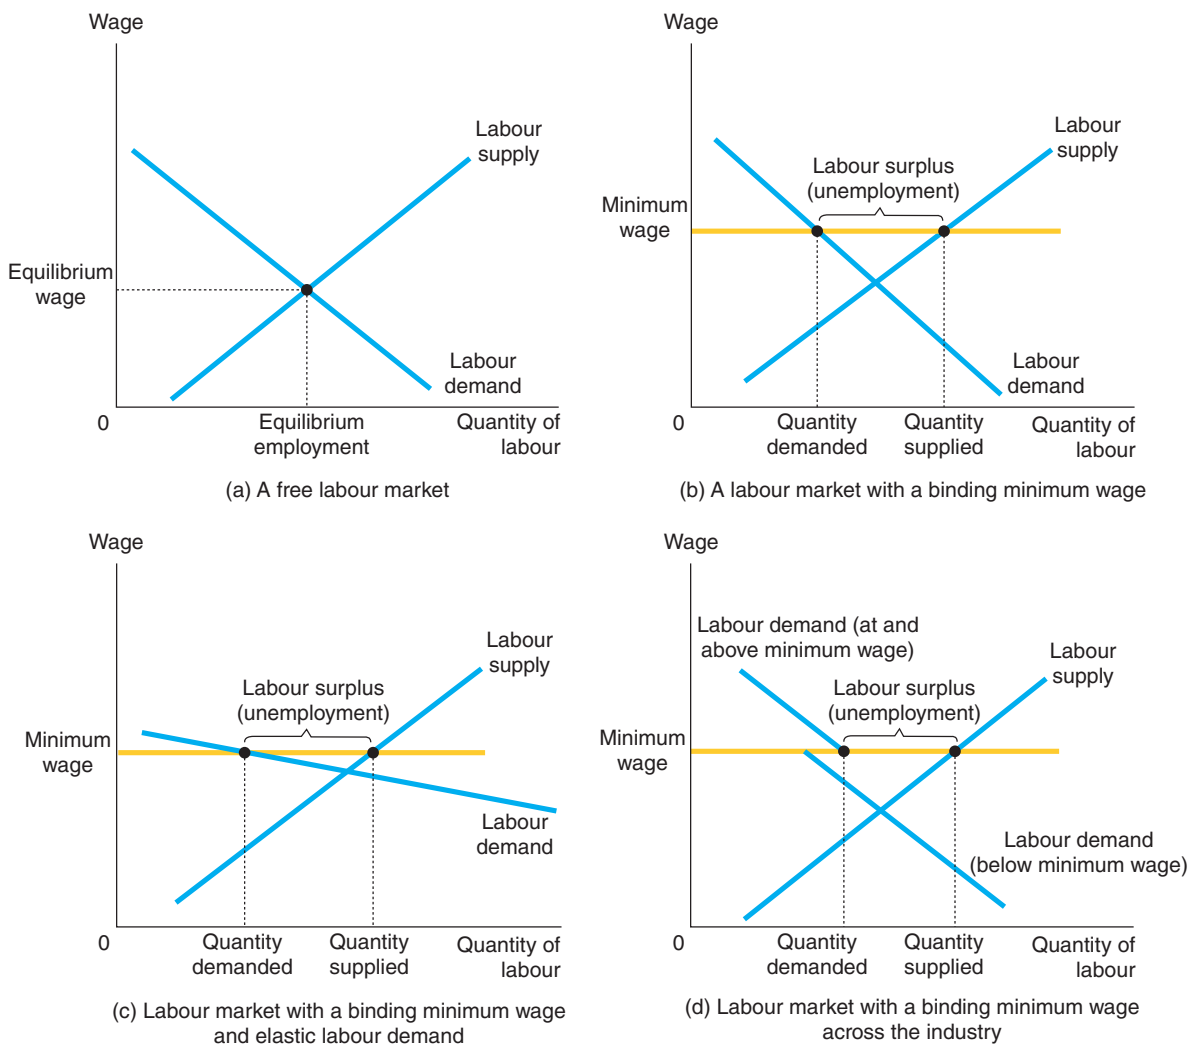 Wage
Labour
supply
Equilibrium
wage
Labour
demand
0
Equilibrium
employment
Quantity of
labour
(a) A free labour market
Wage
Labour
supply
Labour surplus
(unemployment)
Minimum
wage
Labour
demand
0
Quantity
demanded
Quantity
supplied
Quantity of
labour
(b) A labour market with a binding minimum wage
Wage
Labour
supply
Labour surplus
(unemployment)
Minimum
wage
Labour
demand
0
Quantity
demanded
Quantity
supplied
Quantity of
labour
(c) Labour market with a binding minimum wage
and elastic labour demand
Wage
Labour demand (at and
above minimum wage)
Labour
supply
Labour surplus
(unemployment)
Minimum
wage
Labour demand
(below minimum wage)
0
Quantity
demanded
Quantity
supplied
Quantity of
labour
(d) Labour market with a binding minimum wage
across the industry